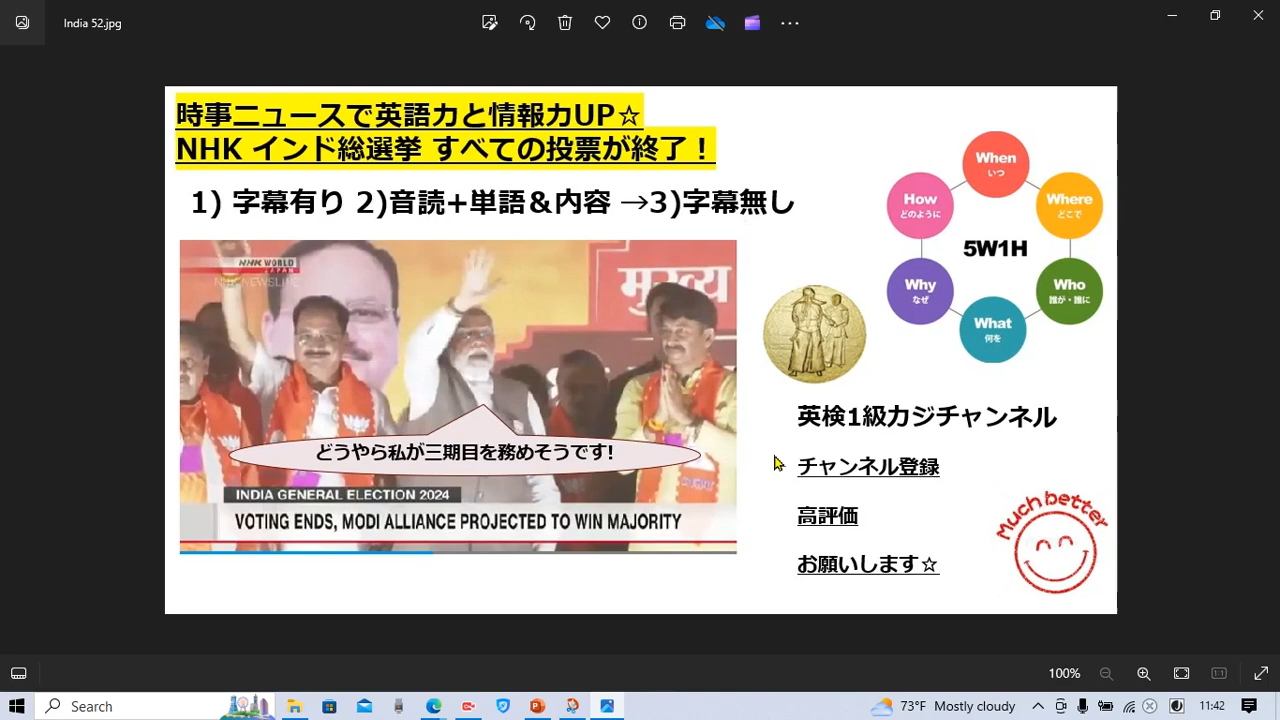 India 52.jpg
時事ニュースで英語力と情報力UP☆
NHK インド総選挙 すべての投票が終了！
1) 字幕有り 2)音読+単語＆内容 →3)字幕無し
When
いつ
How
どのように
Where
どこで
5W1H
Why
なぜ
Who
誰が・誰に
What
何を
NHK WORLD
JAPAN
NHK NEWSLINE
मुख्य
どうやら私が三期目を務めそうです!
INDIA GENERAL ELECTION 2024
VOTING ENDS, MODI ALLIANCE PROJECTED TO WIN MAJORITY
英検1級カジチャンネル
チャンネル登録
高評価
お願いします☆
Much better
100%
Search
73°F Mostly cloudy
11:42